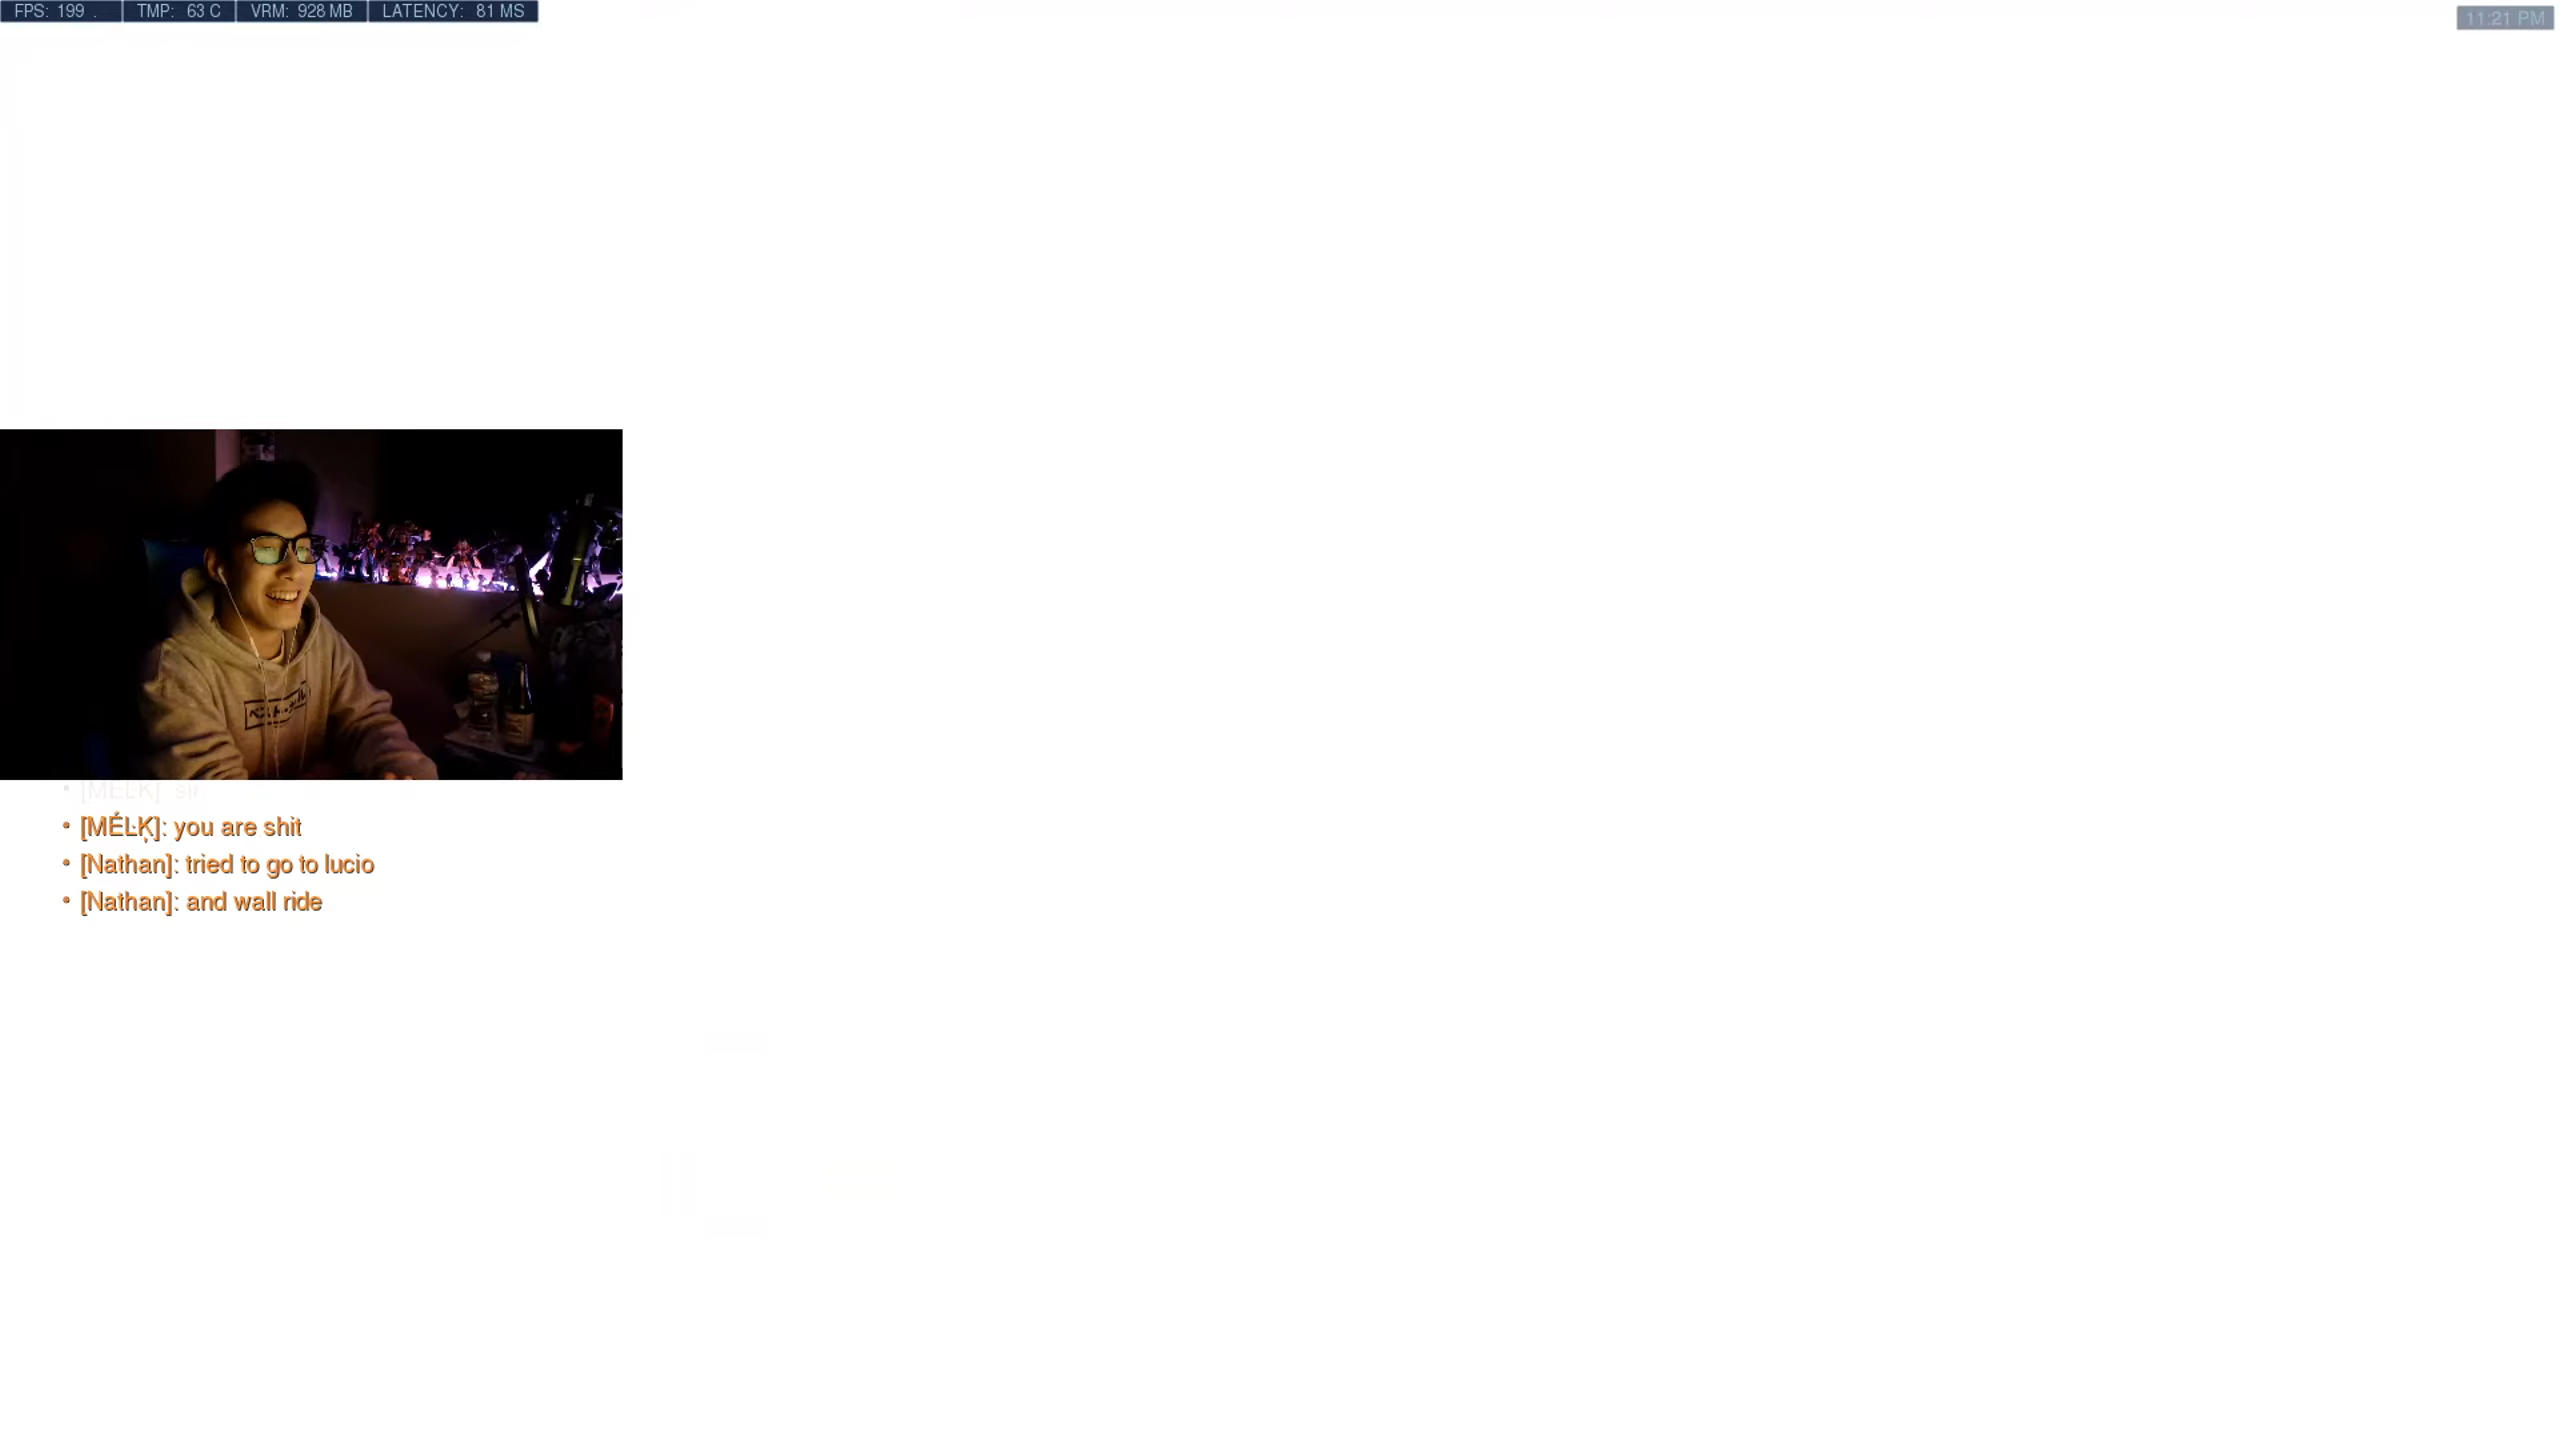 FPS: 199
TMP: 63 C
VRM: 928 MB
LATENCY: 81 MS
11:21 PM
• [MÉĿĶ]: you are shit
• [Nathan]: tried to go to lucio
• [Nathan]: and wall ride